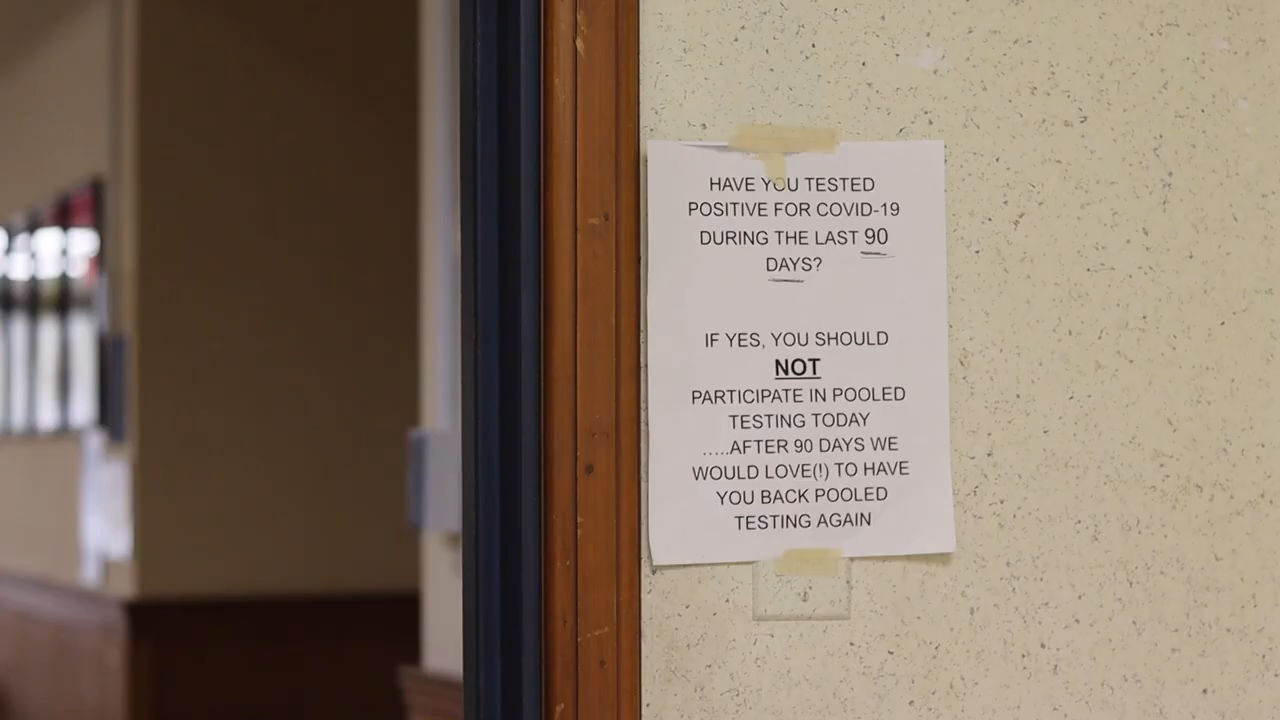 HAVE YOU TESTED
POSITIVE FOR COVID-19
DURING THE LAST 90
DAYS?
IF YES, YOU SHOULD
NOT
PARTICIPATE IN POOLED
TESTING TODAY
.....AFTER 90 DAYS WE
WOULD LOVE(!) TO HAVE
YOU BACK POOLED
TESTING AGAIN